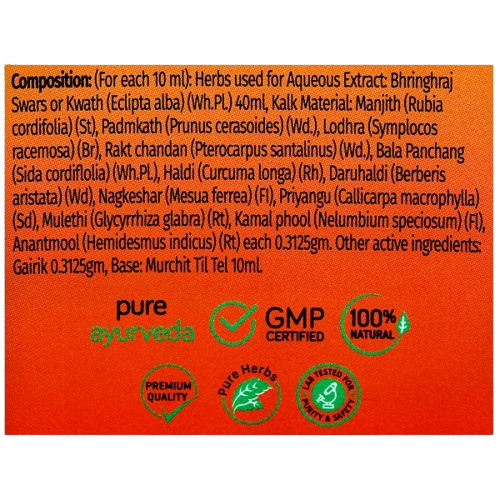 Composition: (For each 10 ml): Herbs used for Aqueous Extract: Bhringhraj
Swars or Kwath (Eclipta alba) (Wh.Pl.) 40ml, Kalk Material: Manjith (Rubia
cordifolia) (St), Padmkath (Prunus cerasoides) (Wd.), Lodhra (Symplocos
racemosa) (Br), Rakt chandan (Pterocarpus santalinus) (Wd.), Bala Panchang
(Sida cordiflolia) (Wh.Pl.), Haldi (Curcuma longa) (Rh), Daruhaldi (Berberis
aristata) (Wd), Nagkeshar (Mesua ferrea) (Fl), Priyangu (Callicarpa macrophylla)
(Sd), Mulethi (Glycyrrhiza glabra) (Rt), Kamal phool (Nelumbium speciosum) (Fl),
Anantmool (Hemidesmus indicus) (Rt) each 0.3125gm. Other active ingredients:
Gairik 0.3125gm, Base: Murchit Til Tel 10ml.
pure
ayurveda
GMP
CERTIFIED
100%
NATURAL
PREMIUM
QUALITY
Pure Herbs
LAB TESTED FOR
PURITY & SAFETY